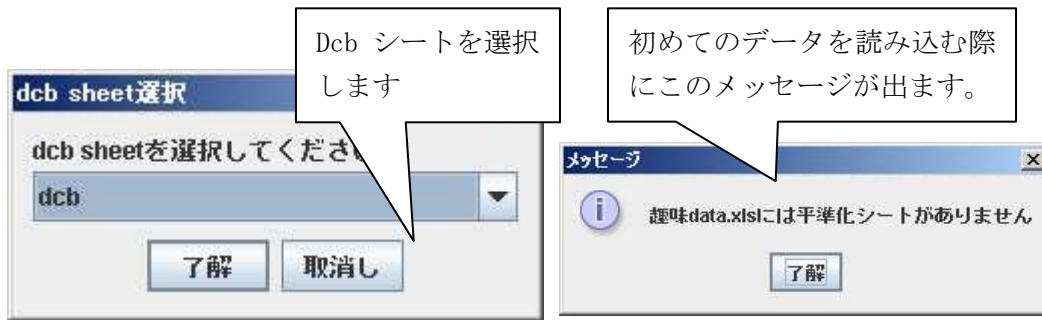 Dcb シートを選択
します
初めてのデータを読み込む際
にこのメッセージが出ます。
dcb sheet選択
dcb sheetを選択してくださ
dcb
了解
取消し
メッセージ
趣味data.xlsには平準化シートがありません
了解